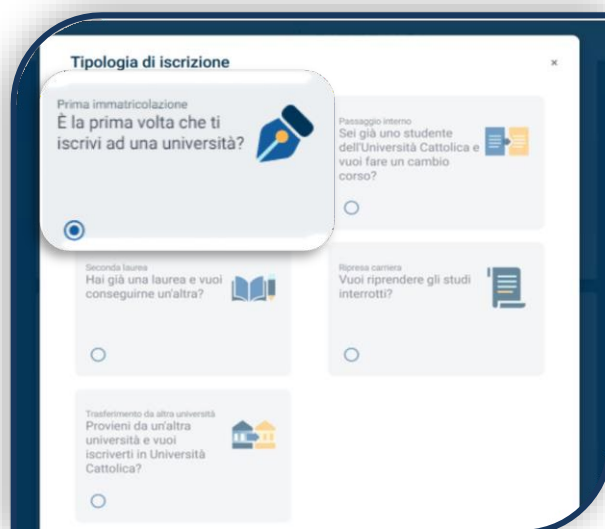 Tipologia di iscrizione
×
Prima immatricolazione
È la prima volta che ti
iscrivi ad una università?
Passaggio interno
Sei già uno studente
dell'Università Cattolica e
vuoi fare un cambio
corso?
Seconda laurea
Hai già una laurea e vuoi
conseguirne un'altra?
Ripresa carriera
Vuoi riprendere gli studi
interrotti?
Trasferimento da altra università
Provieni da un'altra
università e vuoi
iscriverti in Università
Cattolica?